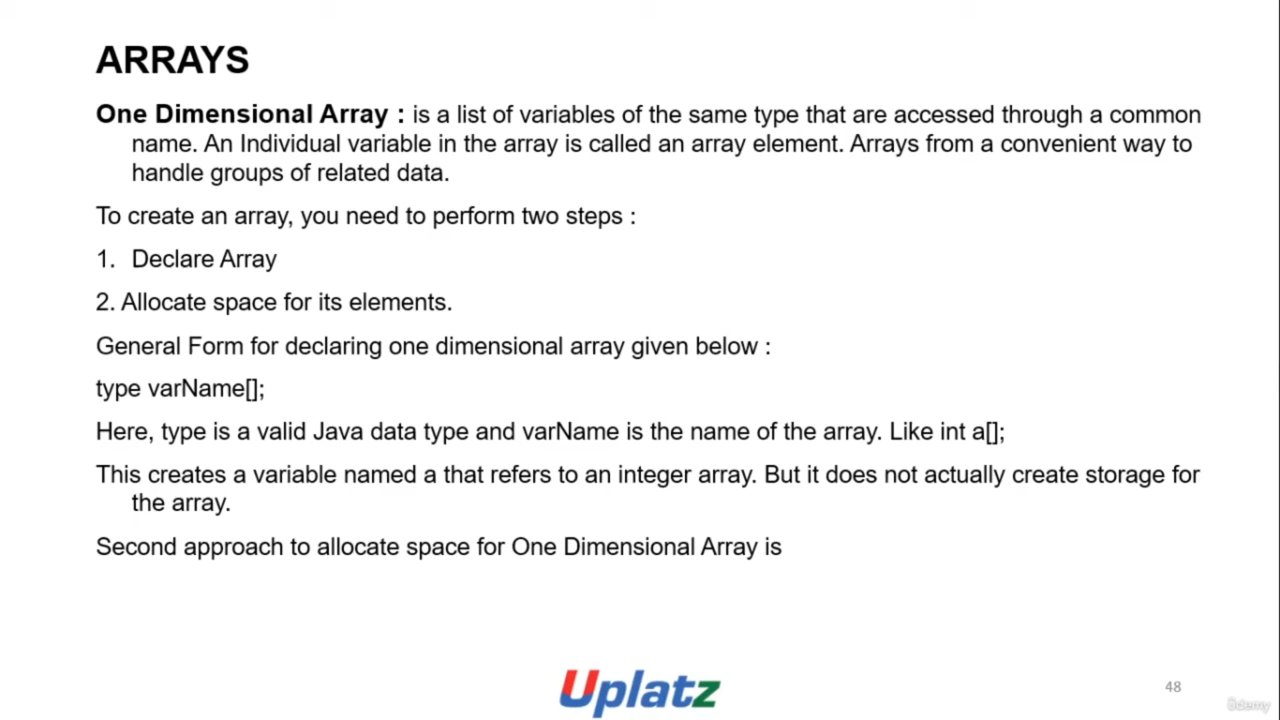 ARRAYS
One Dimensional Array : is a list of variables of the same type that are accessed through a common
name. An Individual variable in the array is called an array element. Arrays from a convenient way to
handle groups of related data.
To create an array, you need to perform two steps :
1. Declare Array
2. Allocate space for its elements.
General Form for declaring one dimensional array given below :
type varName[];
Here, type is a valid Java data type and varName is the name of the array. Like int a[];
This creates a variable named a that refers to an integer array. But it does not actually create storage for
the array.
Second approach to allocate space for One Dimensional Array is
Uplatz
48
ûdemy